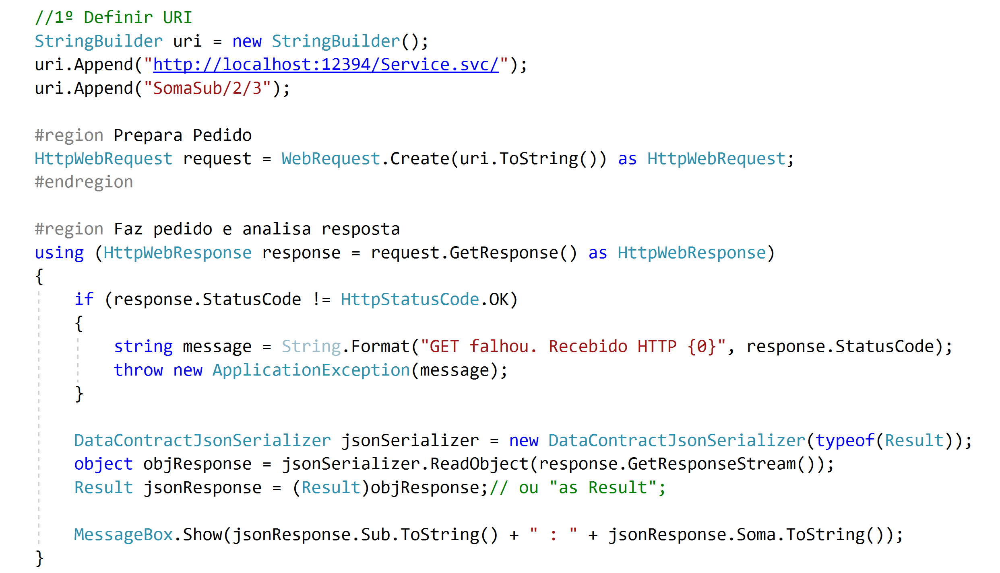 //1º Definir URI
StringBuilder uri = new StringBuilder();
uri.Append("http://localhost:12394/Service.svc/");
uri.Append("SomaSub/2/3");
#region Prepara Pedido
HttpWebRequest request = WebRequest.Create(uri.ToString()) as HttpWebRequest;
#endregion
#region Faz pedido e analisa resposta
using (HttpWebResponse response = request.GetResponse() as HttpWebResponse)
{
    if (response.StatusCode != HttpStatusCode.OK)
    {
        string message = String.Format("GET falhou. Recebido HTTP {0}", response.StatusCode);
        throw new ApplicationException(message);
    }
    DataContractJsonSerializer jsonSerializer = new DataContractJsonSerializer(typeof(Result));
    object objResponse = jsonSerializer.ReadObject(response.GetResponseStream());
    Result jsonResponse = (Result)objResponse;// ou "as Result";
    MessageBox.Show(jsonResponse.Sub.ToString() + " : " + jsonResponse.Soma.ToString());
}